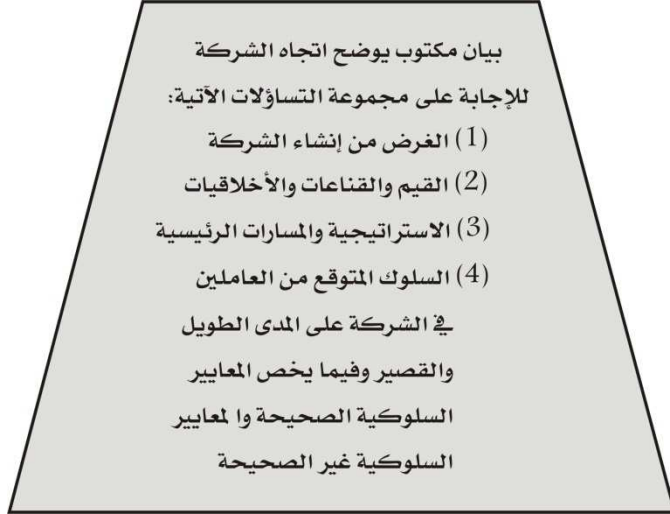 بيان مكتوب يوضح اتجاه الشركة
للإجابة على مجموعة التساؤلات الآتية:
(1) الغرض من إنشاء الشركة
(2) القيم والقناعات والأخلاقيات
(3) الاستراتيجية والمسارات الرئيسية
(4) السلوك المتوقع من العاملين
في الشركة على المدى الطويل
والقصير وفيما يخص المعايير
السلوكية الصحيحة وا لمعايير
السلوكية غير الصحيحة